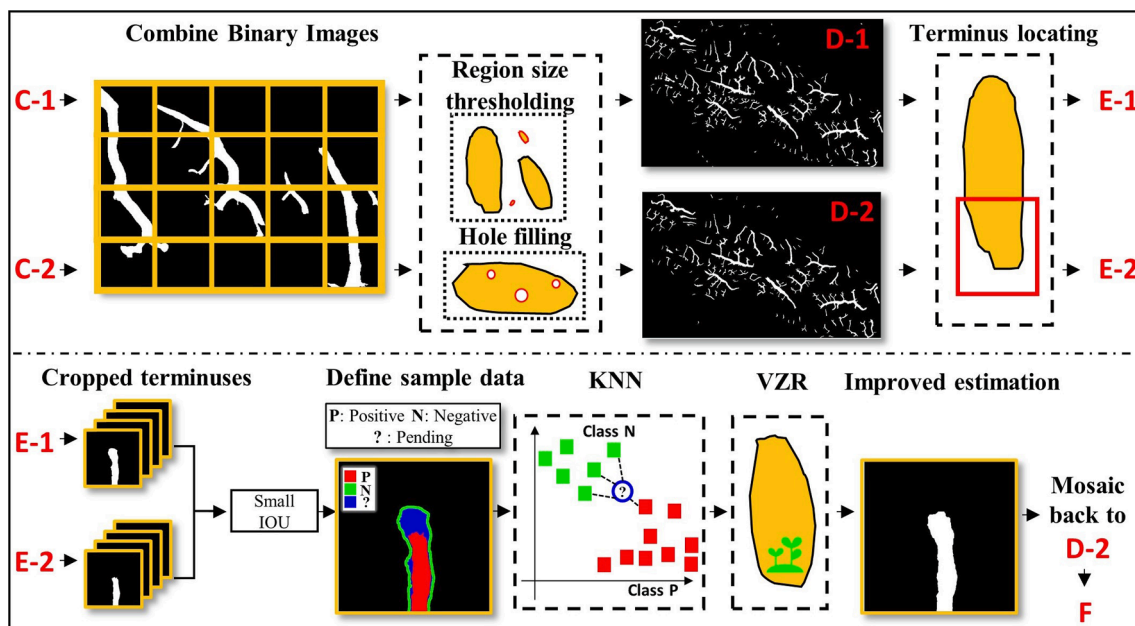 Combine Binary Images
D-1
Terminus locating
C-1
Region size
thresholding
E-1
C-2
Hole filling
D-2
E-2
Cropped terminuses
Define sample data
KNN
VZR
Improved estimation
E-1
P: Positive N: Negative
? : Pending
Class N
P
N
?
?
Small
IOU
Mosaic
back to
D-2
E-2
Class P
F